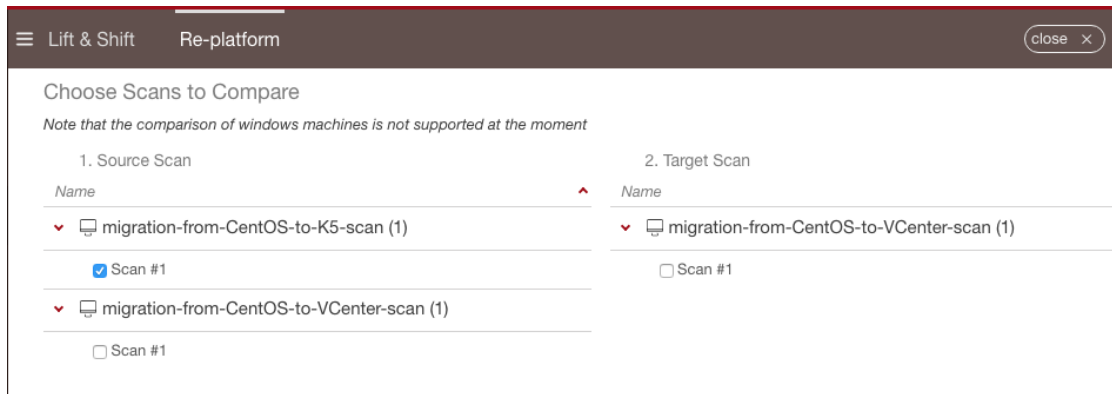 Lift & Shift Re-platform close ×
Choose Scans to Compare
Note that the comparison of windows machines is not supported at the moment
1. Source Scan
Name
migration-from-CentOS-to-K5-scan (1)
Scan #1
migration-from-CentOS-to-VCenter-scan (1)
Scan #1
2. Target Scan
Name
migration-from-CentOS-to-VCenter-scan (1)
Scan #1